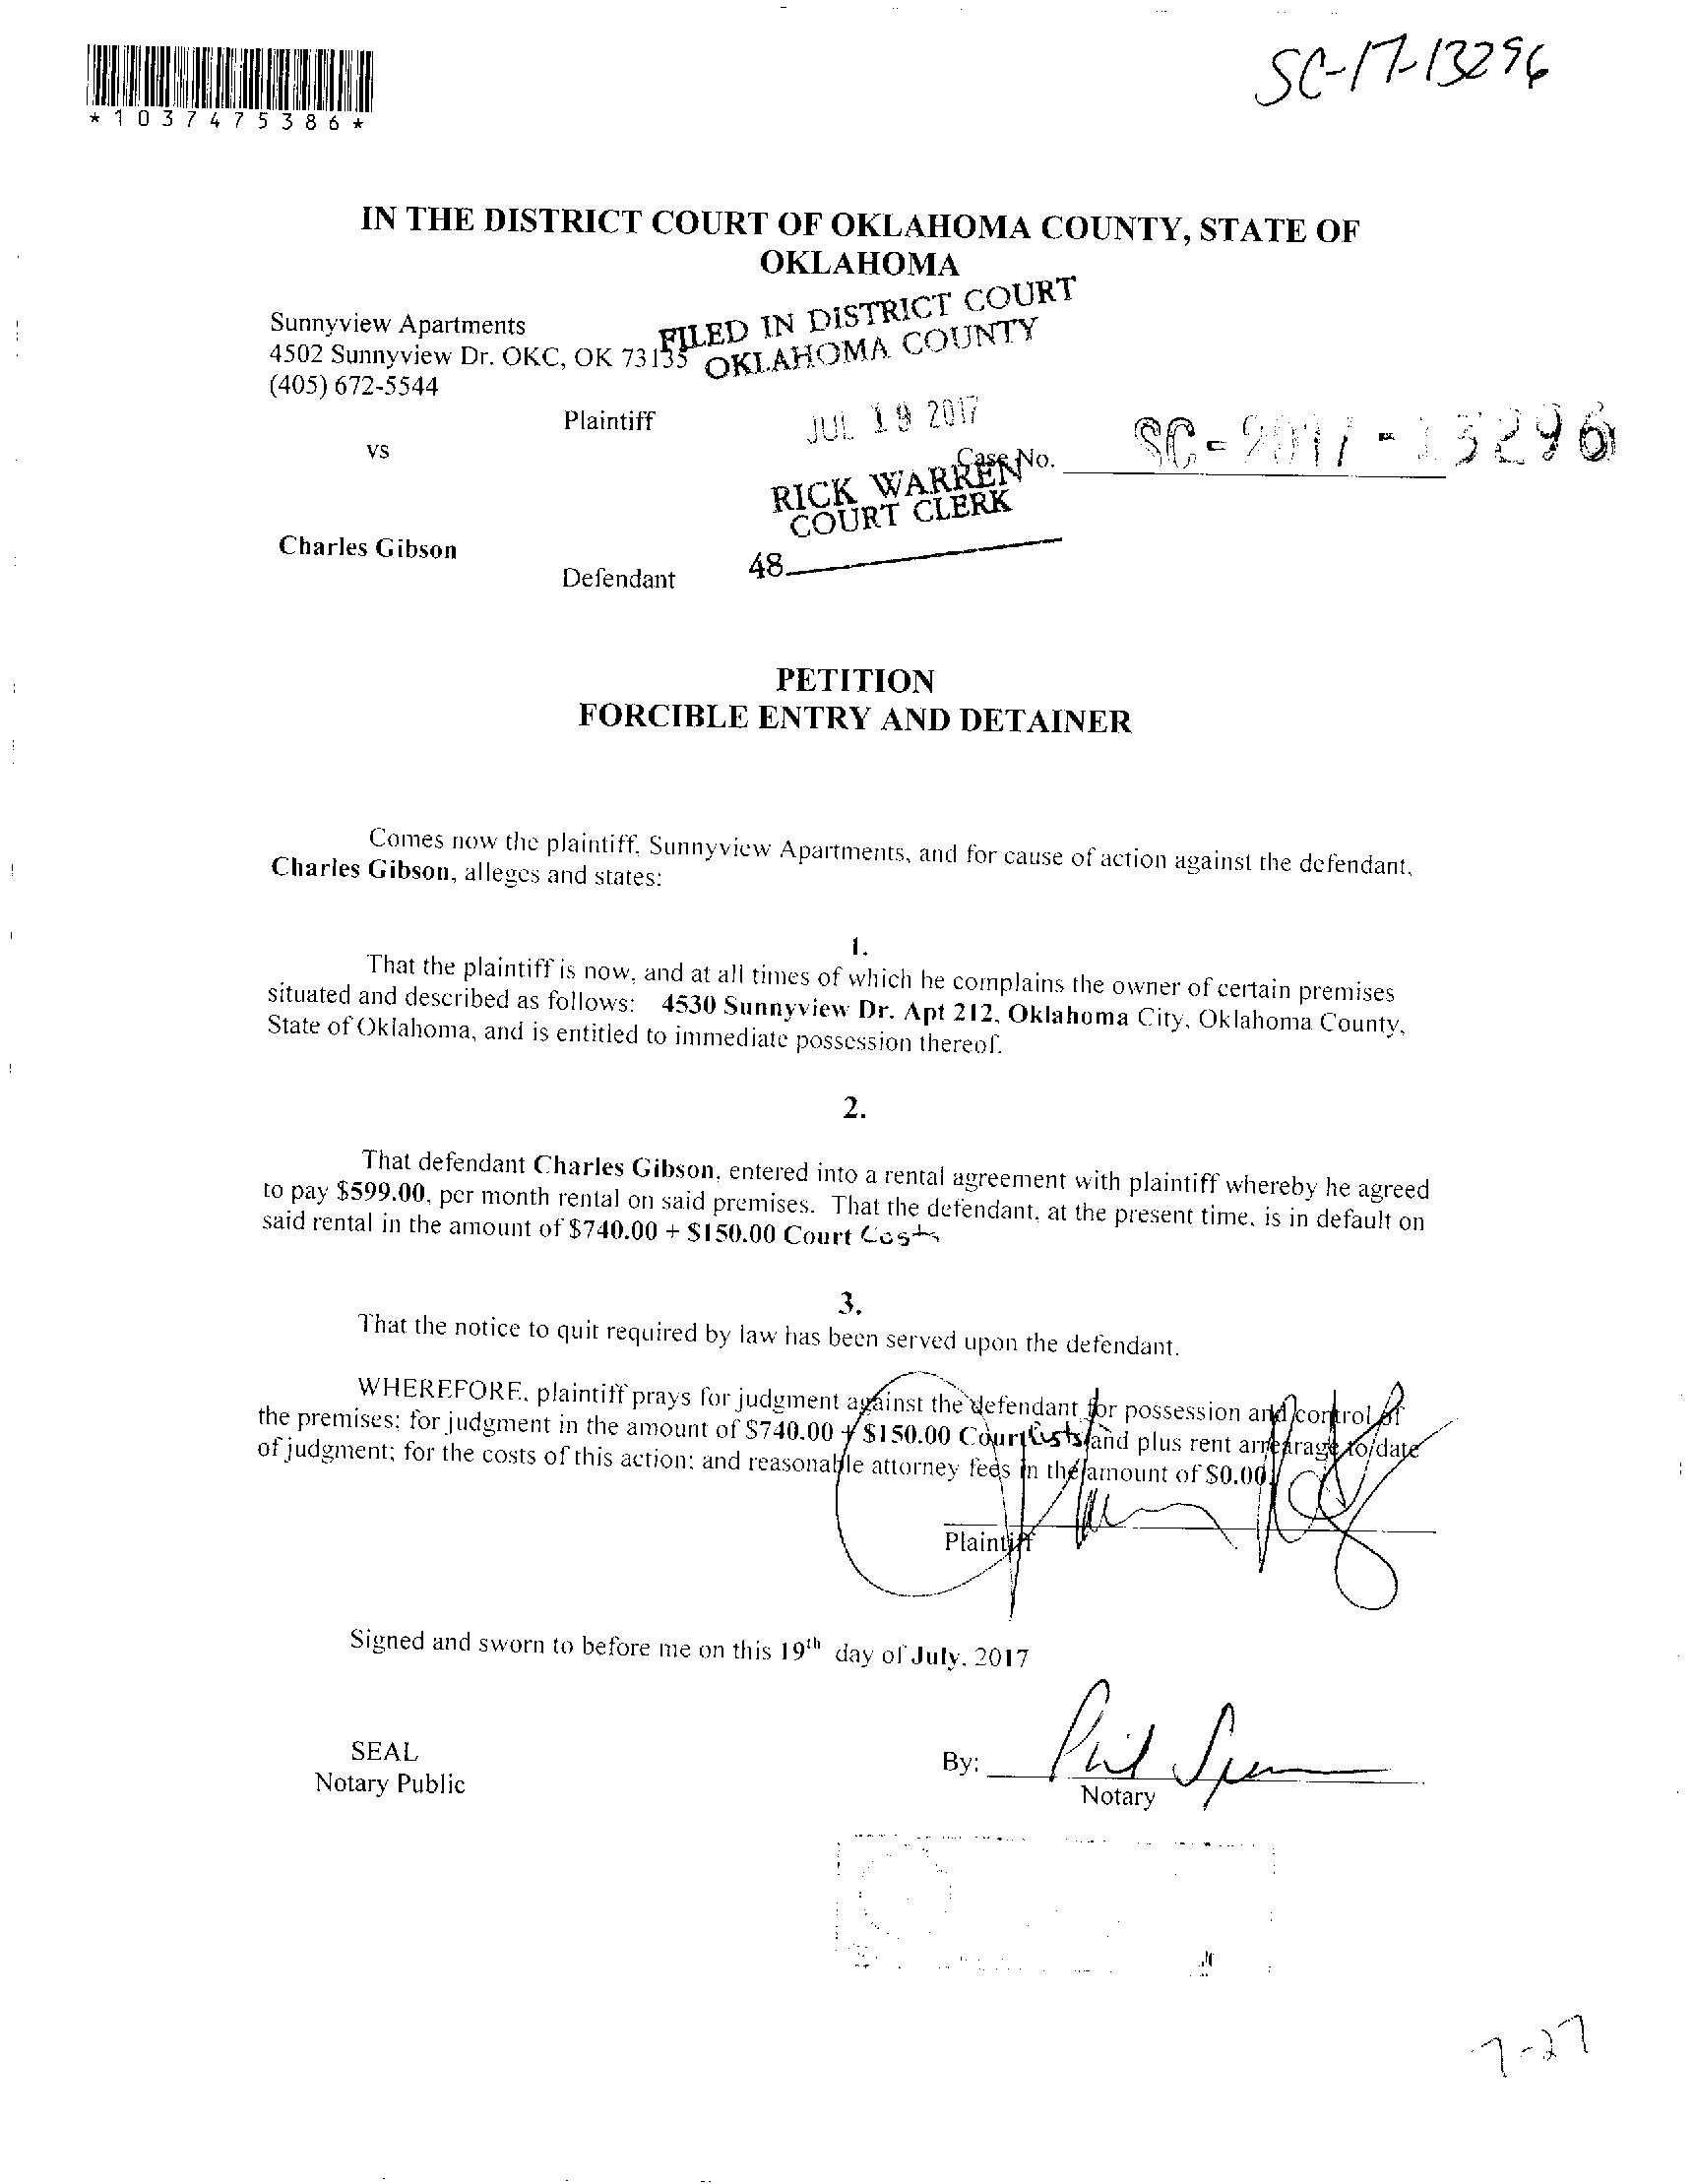 SC-17-13296
*1037475386*
IN THE DISTRICT COURT OF OKLAHOMA COUNTY, STATE OF
OKLAHOMA
Sunnyview Apartments
4502 Sunnyview Dr. OKC, OK 73135
(405) 672-5544
FILED IN DISTRICT COURT
OKLAHOMA COUNTY
Plaintiff
JUL 19 2017
vs
Case No. SC-2017-13296
RICK WARREN
COURT CLERK
Charles Gibson
48
Defendant
PETITION
FORCIBLE ENTRY AND DETAINER
Comes now the plaintiff, Sunnyview Apartments, and for cause of action against the defendant,
Charles Gibson, alleges and states:
1.
That the plaintiff is now, and at all times of which he complains the owner of certain premises
situated and described as follows: 4530 Sunnyview Dr. Apt 212, Oklahoma City, Oklahoma County,
State of Oklahoma, and is entitled to immediate possession thereof.
2.
That defendant Charles Gibson, entered into a rental agreement with plaintiff whereby he agreed
to pay $599.00, per month rental on said premises. That the defendant, at the present time, is in default on
said rental in the amount of $740.00 + $150.00 Court Costs
3.
That the notice to quit required by law has been served upon the defendant.
WHEREFORE, plaintiff prays for judgment against the defendant for possession and control of
the premises; for judgment in the amount of $740.00 + $150.00 Court Costs and plus rent arrearage to date
of judgment; for the costs of this action; and reasonable attorney fees in the amount of $0.00.
Plaintiff
Signed and sworn to before me on this 19th day of July, 2017
SEAL
Notary Public
By: Phil
Notary
7-27